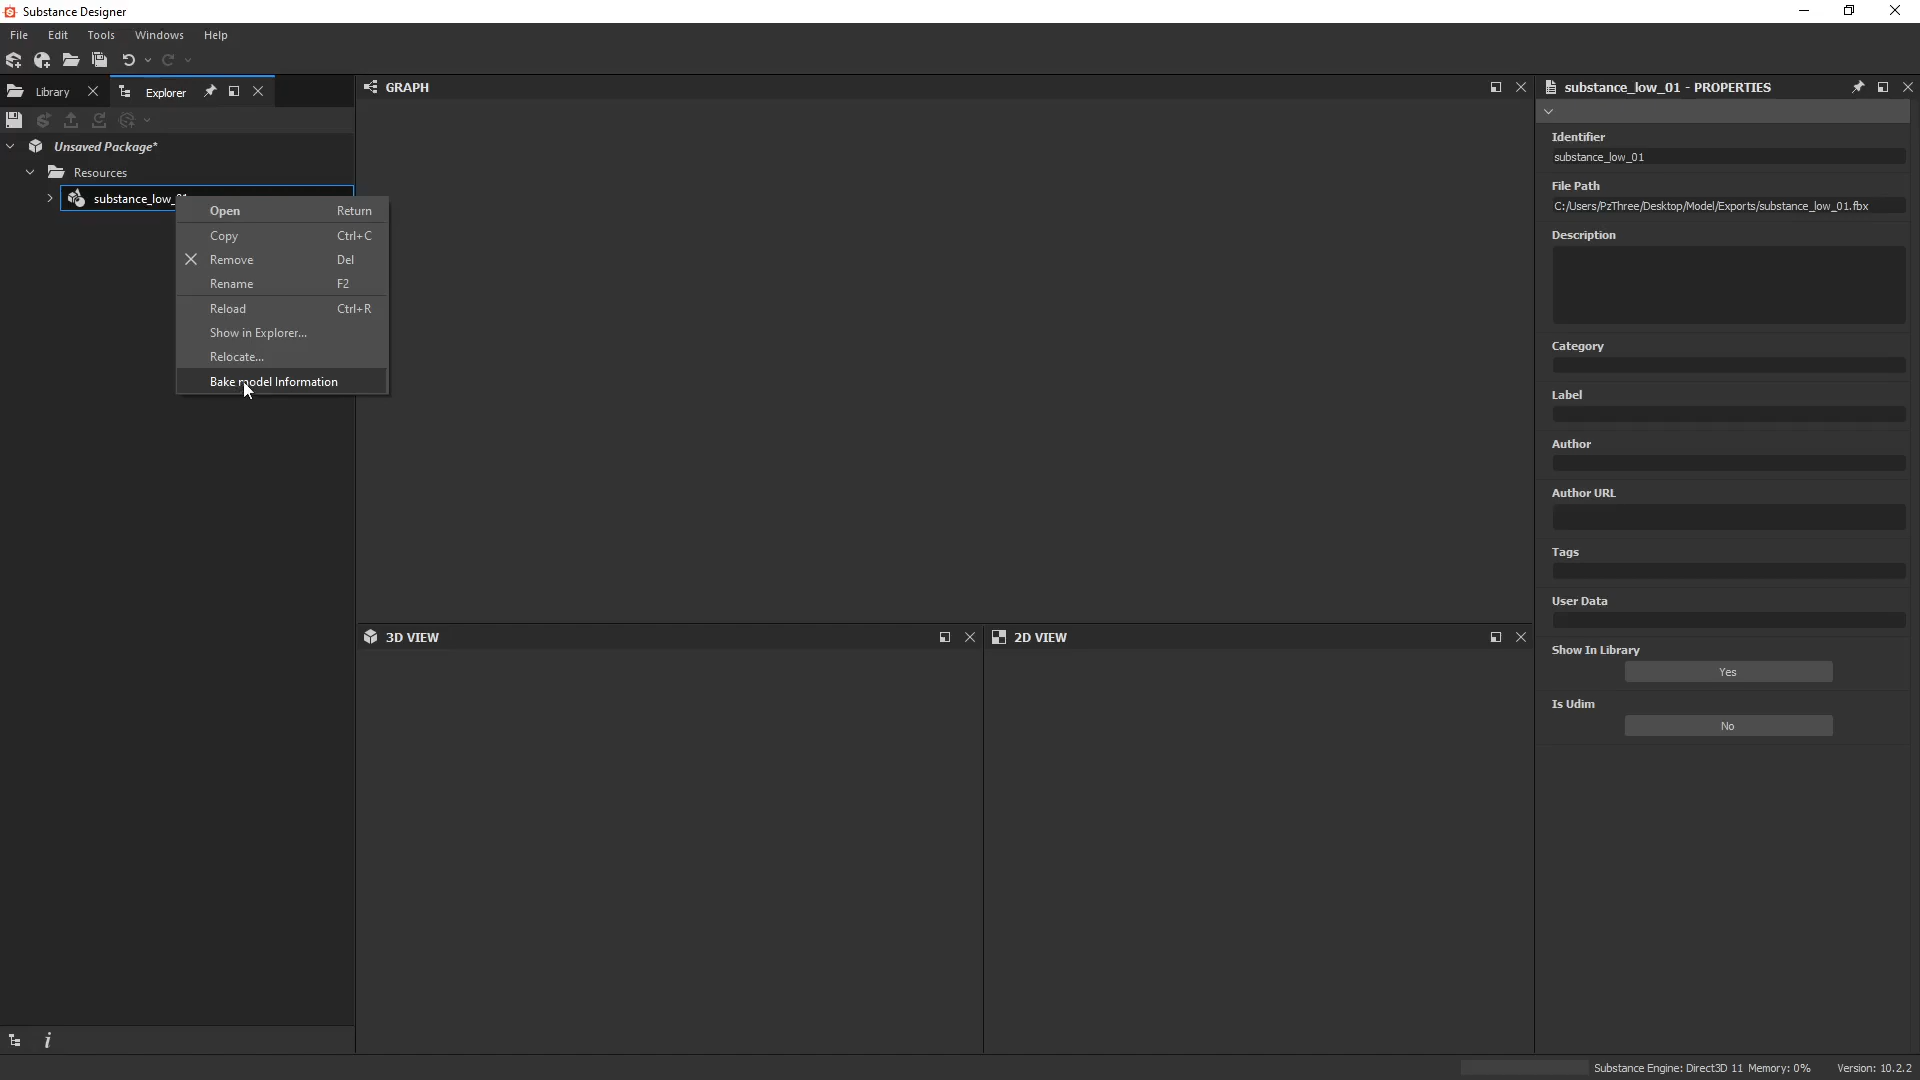 Substance Designer
File Edit Tools Windows Help
Library Explorer
Unsaved Package*
Resources
substance_low_
Open Return
Copy Ctrl+C
Remove Del
Rename F2
Reload Ctrl+R
Show in Explorer...
Relocate...
Bake model Information
GRAPH
3D VIEW
2D VIEW
substance_low_01 - PROPERTIES
Identifier
substance_low_01
File Path
C:/Users/PzThree/Desktop/Model/Exports/substance_low_01.fbx
Description
Category
Label
Author
Author URL
Tags
User Data
Show In Library
Yes
Is Udim
No
Substance Engine: Direct3D 11 Memory: 0% Version: 10.2.2